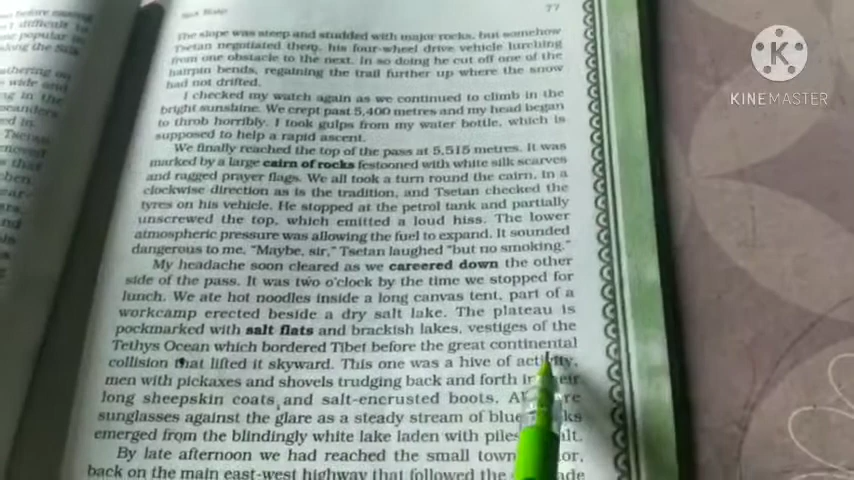 77
The slope was steep and studded with major rocks, but somehow
Tsetan negotiated them, his four-wheel drive vehicle lurching
from one obstacle to the next. In so doing he cut off one of the
hairpin bends, regaining the trail further up where the snow
had not drifted.
I checked my watch again as we continued to climb in the
bright sunshine. We crept past 5,400 metres and my head began
to throb horribly. I took gulps from my water bottle, which is
supposed to help a rapid ascent.
We finally reached the top of the pass at 5,515 metres. It was
marked by a large cairn of rocks festooned with white silk scarves
and ragged prayer flags. We all took a turn round the cairn, in a
clockwise direction as is the tradition, and Tsetan checked the
tyres on his vehicle. He stopped at the petrol tank and partially
unscrewed the top, which emitted a loud hiss. The lower
atmospheric pressure was allowing the fuel to expand. It sounded
dangerous to me. “Maybe, sir,” Tsetan laughed “but no smoking.”
My headache soon cleared as we careered down the other
side of the pass. It was two o’clock by the time we stopped for
lunch. We ate hot noodles inside a long canvas tent, part of a
workcamp erected beside a dry salt lake. The plateau is
pockmarked with salt flats and brackish lakes, vestiges of the
Tethys Ocean which bordered Tibet before the great continental
collision that lifted it skyward. This one was a hive of activity,
men with pickaxes and shovels trudging back and forth in their
long sheepskin coats and salt-encrusted boots. All
sunglasses against the glare as a steady stream of blue
emerged from the blindingly white lake laden with piles
By late afternoon we had reached the small town
back on the main east-west highway that followed the
KINEMASTER